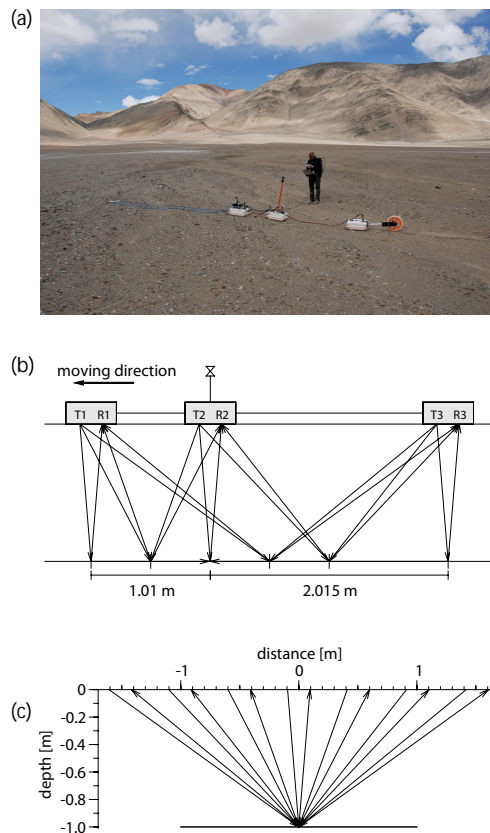 (a)
(b)
moving direction
T1 R1 T2 R2 T3 R3
1.01 m 2.015 m
distance [m]
-1 0 1
(c)
depth [m]
0
-0.2
-0.4
-0.6
-0.8
-1.0